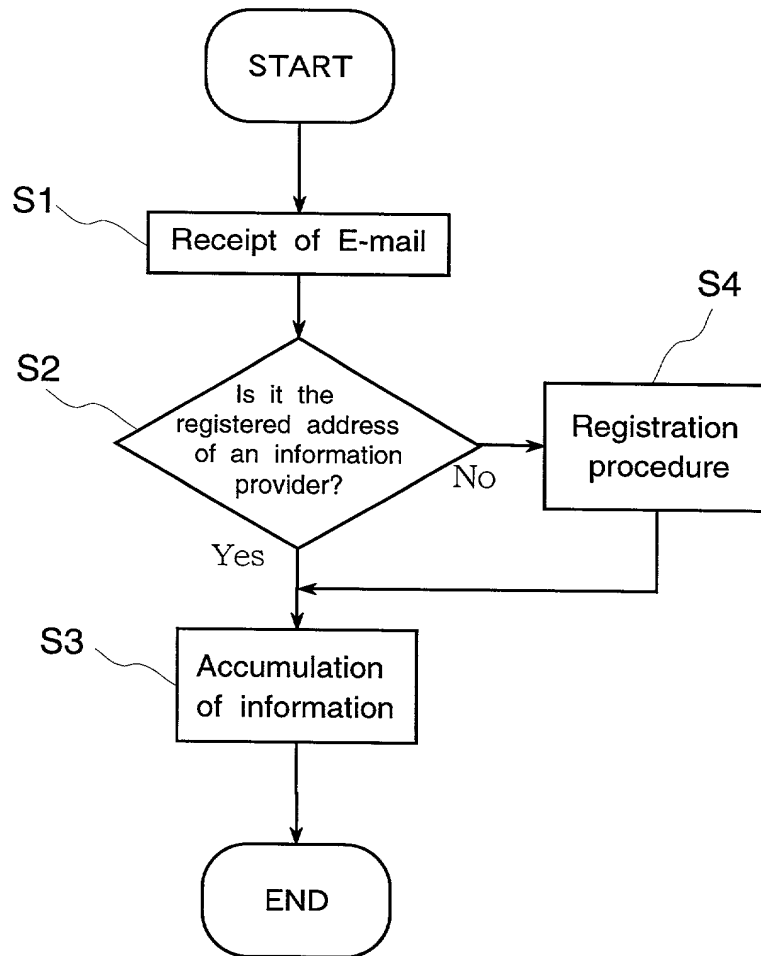 START
S1
Receipt of E-mail
S4
S2
Is it the
registered address
of an information
provider?
Registration
procedure
No
Yes
S3
Accumulation
of information
END